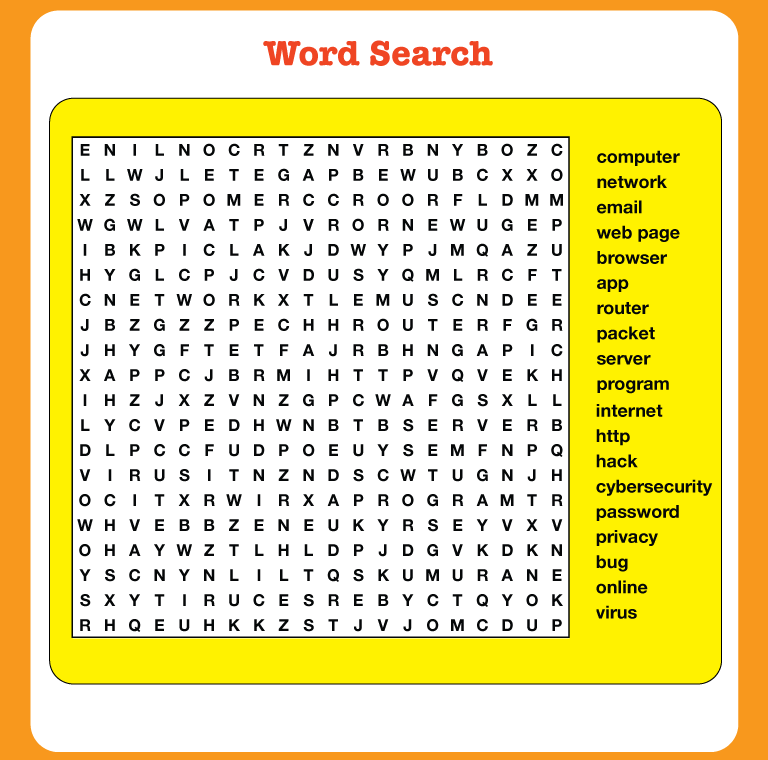 Word Search
E N I L N O C R T Z N V R B N Y B O Z C
L L W J L E T E G A P B E W U B C X X O
X Z S O P O M E R C C R O O R F L D M M
W G W L V A T P J V R O R N E W U G E P
I B K P I C L A K J D W Y P J M Q A Z U
H Y G L C P J C V D U S Y Q M L R C F T
C N E T W O R K X T L E M U S C N D E E
J B Z G Z Z P E C H H R O U T E R F G R
J H Y G F T E T F A J R B H N G A P I C
X A P P C J B R M I H T T P V Q V E K H
I H Z J X Z V N Z G P C W A F G S X L L
L Y C V P E D H W N B T B S E R V E R B
D L P C C F U D P O E U Y S E M F N P Q
V I R U S I T N Z N D S C W T U G N J H
O C I T X R W I R X A P R O G R A M T R
W H V E B B Z E N E U K Y R S E Y V X V
O H A Y W Z T L H L D P J D G V K D K N
Y S C N Y N L I L T Q S K U M U R A N E
S X Y T I R U C E S R E B Y C T Q Y O K
R H Q E U H K K Z S T J V J O M C D U P
computer
network
email
web page
browser
app
router
packet
server
program
internet
http
hack
cybersecurity
password
privacy
bug
online
virus